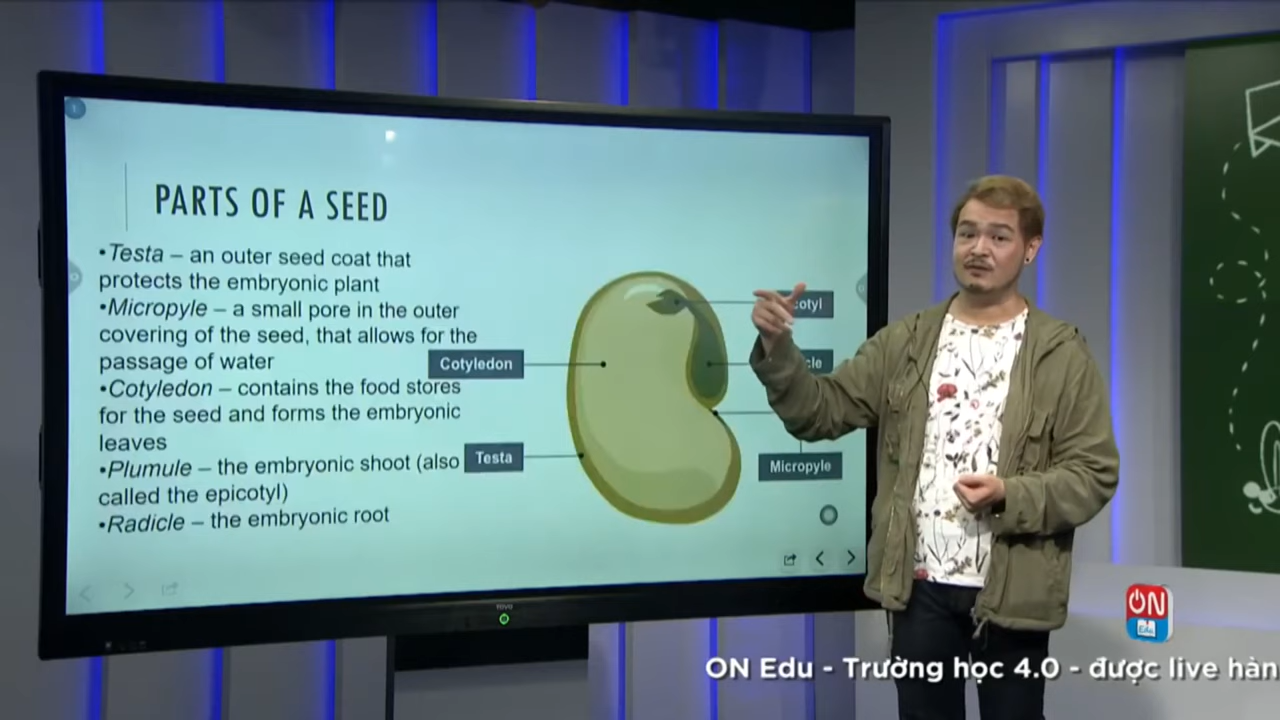 PARTS OF A SEED
•Testa – an outer seed coat that
protects the embryonic plant
•Micropyle – a small pore in the outer
covering of the seed, that allows for the
passage of water
•Cotyledon – contains the food stores
for the seed and forms the embryonic
leaves
•Plumule – the embryonic shoot (also
called the epicotyl)
•Radicle – the embryonic root
Cotyledon
Testa
Micropyle
ON
Edu
ON Edu - Trường học 4.0 - được live hàn